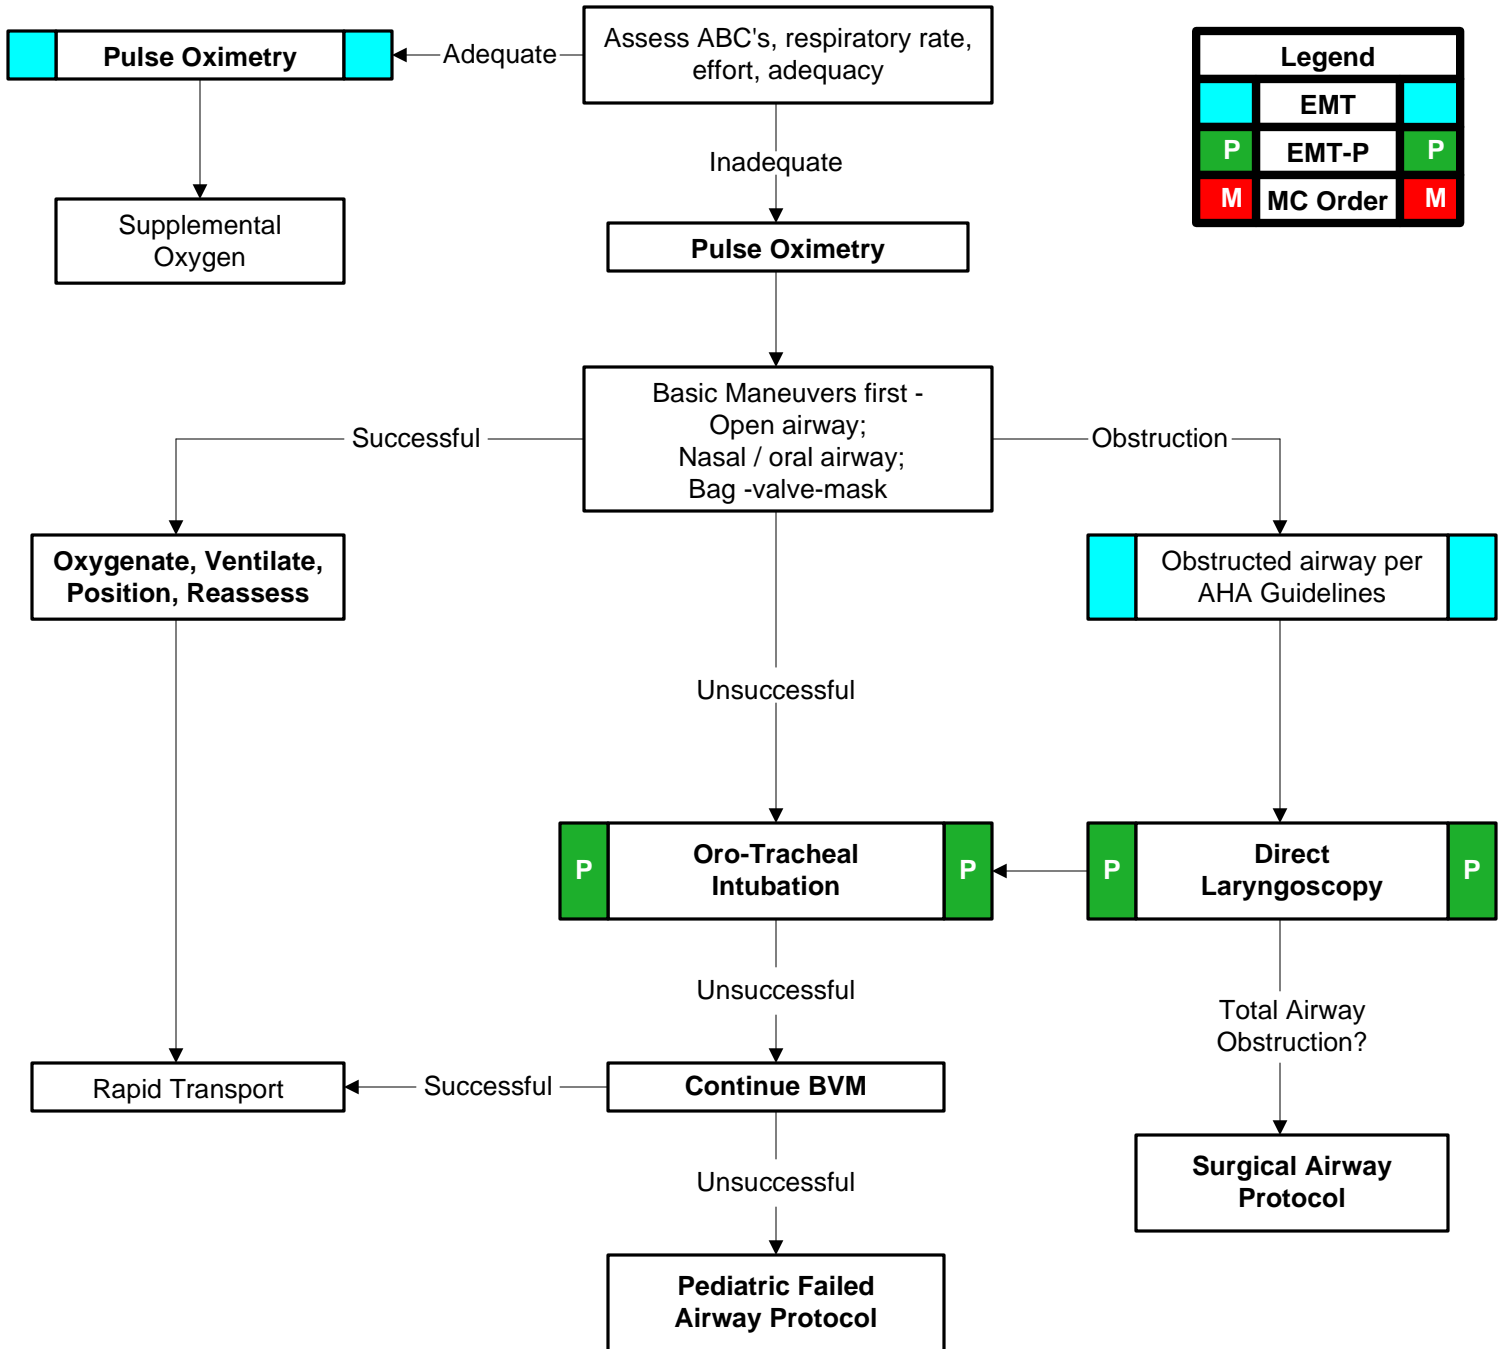 Pulse Oximetry
Adequate
Assess ABC's, respiratory rate,
effort, adequacy
Legend
EMT
P EMT-P P
M MC Order M
Inadequate
Supplemental
Oxygen
Pulse Oximetry
Basic Maneuvers first -
Open airway;
Nasal / oral airway;
Bag -valve-mask
Successful
Obstruction
Oxygenate, Ventilate,
Position, Reassess
Obstructed airway per
AHA Guidelines
Unsuccessful
P Oro-Tracheal P
Intubation
P Direct P
Laryngoscopy
Unsuccessful
Total Airway
Obstruction?
Rapid Transport
Successful
Continue BVM
Unsuccessful
Surgical Airway
Protocol
Pediatric Failed
Airway Protocol